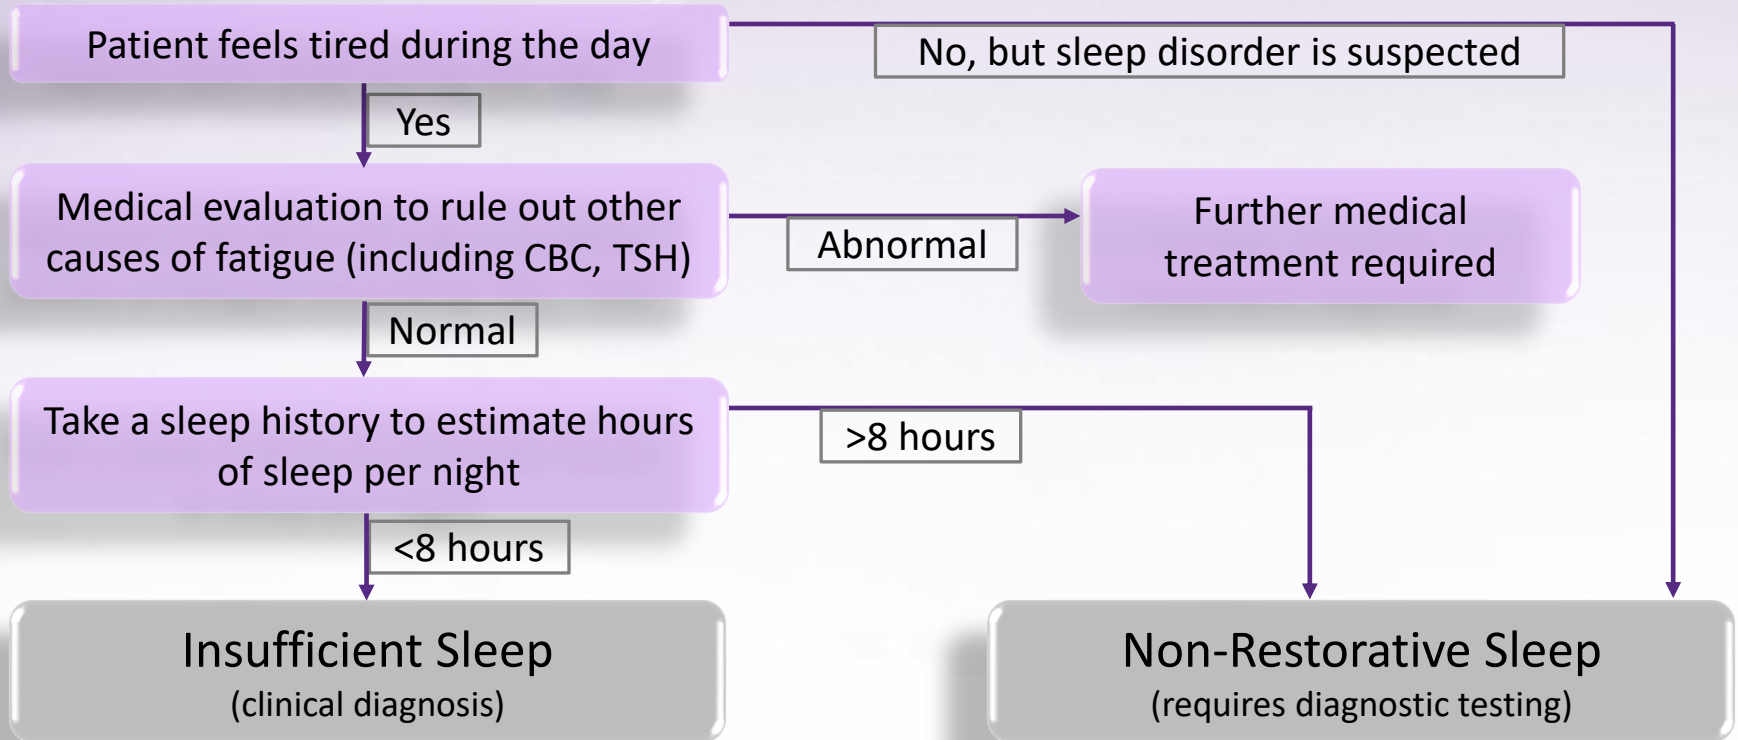 Patient feels tired during the day
No, but sleep disorder is suspected
Yes
Medical evaluation to rule out other
causes of fatigue (including CBC, TSH)
Abnormal
Further medical
treatment required
Normal
Take a sleep history to estimate hours
of sleep per night
>8 hours
<8 hours
Insufficient Sleep
(clinical diagnosis)
Non-Restorative Sleep
(requires diagnostic testing)